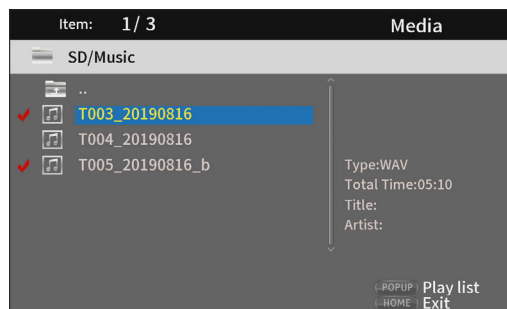 Item: 1/ 3 Media
SD/Music
..
T003_20190816
T004_20190816
T005_20190816_b
Type:WAV
Total Time:05:10
Title:
Artist:
POPUP Play list
HOME Exit